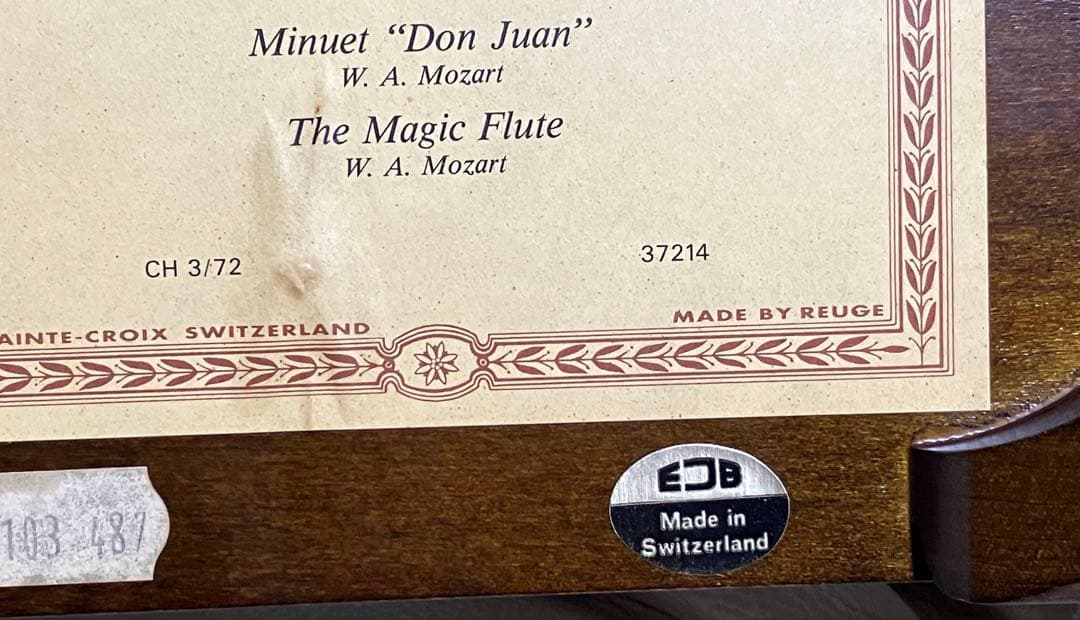 Minuet “Don Juan”
W. A. Mozart
The Magic Flute
W. A. Mozart
CH 3/72
37214
AINTE-CROIX SWITZERLAND
MADE BY REUGE
103 487
EJB
Made in
Switzerland